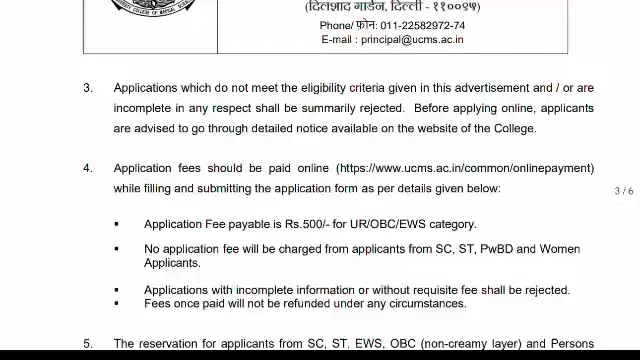 (दिलशाद गार्डन, दिल्ली - ११००९५)
Phone/ फ़ोन: 011-22582972-74
E-mail : principal@ucms.ac.in
3. Applications which do not meet the eligibility criteria given in this advertisement and / or are
incomplete in any respect shall be summarily rejected. Before applying online, applicants
are advised to go through detailed notice available on the website of the College.
4. Application fees should be paid online (https://www.ucms.ac.in/common/onlinepayment)
while filling and submitting the application form as per details given below:
3 / 6
▪ Application Fee payable is Rs.500/- for UR/OBC/EWS category.
▪ No application fee will be charged from applicants from SC, ST, PwBD and Women
Applicants.
▪ Applications with incomplete information or without requisite fee shall be rejected.
▪ Fees once paid will not be refunded under any circumstances.
5. The reservation for applicants from SC, ST, EWS, OBC (non-creamy layer) and Persons